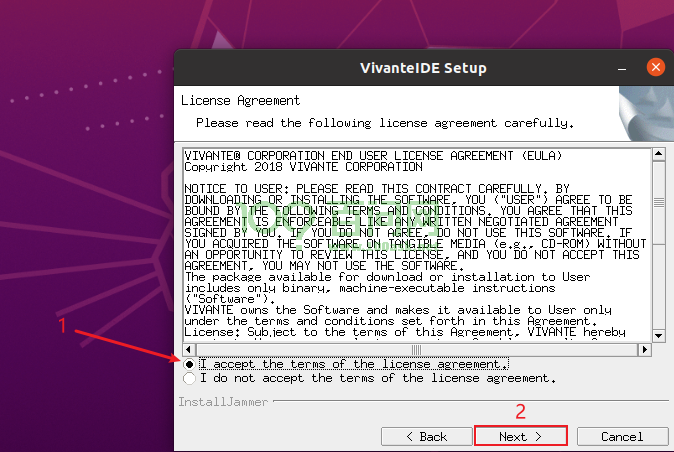 VivanteIDE Setup
License Agreement
Please read the following license agreement carefully.
VIVANTE® CORPORATION END USER LICENSE AGREEMENT (EULA)
Copyright 2018 VIVANTE CORPORATION
NOTICE TO USER: PLEASE READ THIS CONTRACT CAREFULLY. BY
DOWNLOADING OR INSTALLING THE SOFTWARE, YOU ("USER") AGREE TO BE
BOUND BY THE FOLLOWING TERMS AND CONDITIONS. YOU AGREE THAT THIS
AGREEMENT IS ENFORCEABLE LIKE ANY WRITTEN NEGOTIATED AGREEMENT
SIGNED BY YOU. IF YOU DO NOT AGREE, DO NOT USE THIS SOFTWARE. IF
YOU ACQUIRED THE SOFTWARE ON TANGIBLE MEDIA (e.g., CD-ROM) WITHOUT
AN OPPORTUNITY TO REVIEW THIS LICENSE, AND YOU DO NOT ACCEPT THIS
AGREEMENT, YOU MAY NOT USE THE SOFTWARE.
The package available for download or installation to User
includes only binary, machine-executable instructions
("Software").
VIVANTE owns the Software and makes it available to User only
under the terms and conditions set forth in this Agreement.
License: Subject to the terms of this Agreement, VIVANTE hereby
1
I accept the terms of the license agreement.
I do not accept the terms of the license agreement.
InstallJammer
2
< Back
Next >
Cancel